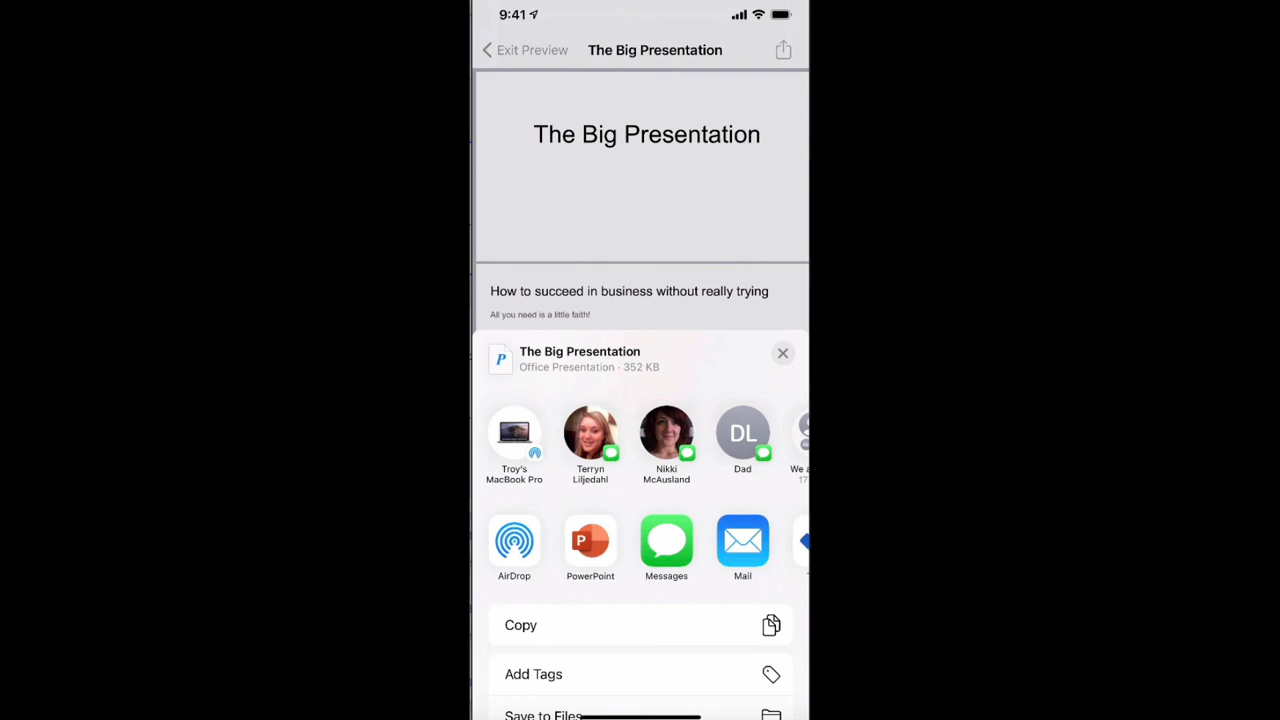 9:41
Exit Preview
The Big Presentation
The Big Presentation
How to succeed in business without really trying
All you need is a little faith!
P
The Big Presentation
Office Presentation · 352 KB
DL
Troy's
MacBook Pro
Terryn
Liljedahl
Nikki
McAusland
Dad
We a
17
P
AirDrop
PowerPoint
Messages
Mail
Copy
Add Tags
Save to Files